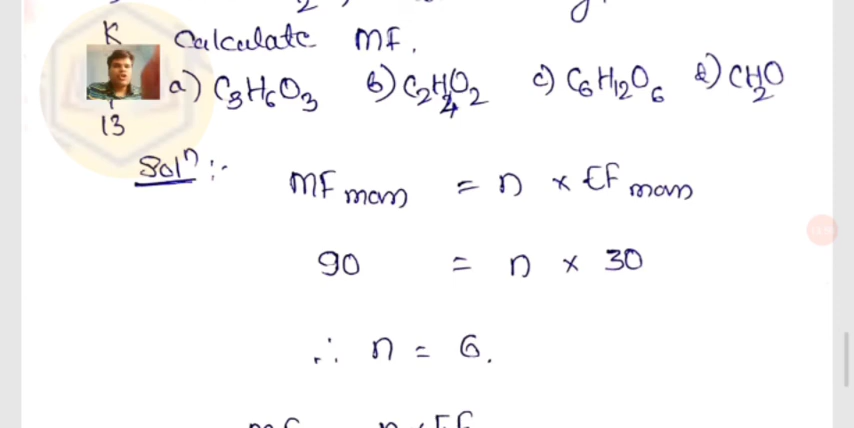 K
Calculate MF.
a) C3H6O3 b) C2H4O2 c) C6H12O6 d) CH2O
13
Solⁿ :-
MF mass = n × EF mass
90 = n × 30
∴ n = 6.